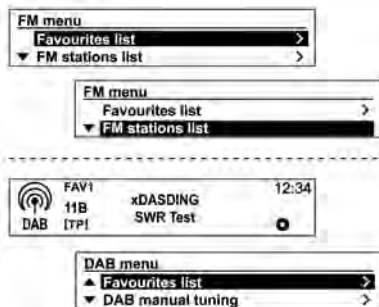 FM menu
Favourites list >
▼ FM stations list >
FM menu
Favourites list >
▼ FM stations list
FAV1 12:34
11B xDASDING
DAB [TP] SWR Test
DAB menu
▲ Favourites list >
▼ DAB manual tuning >